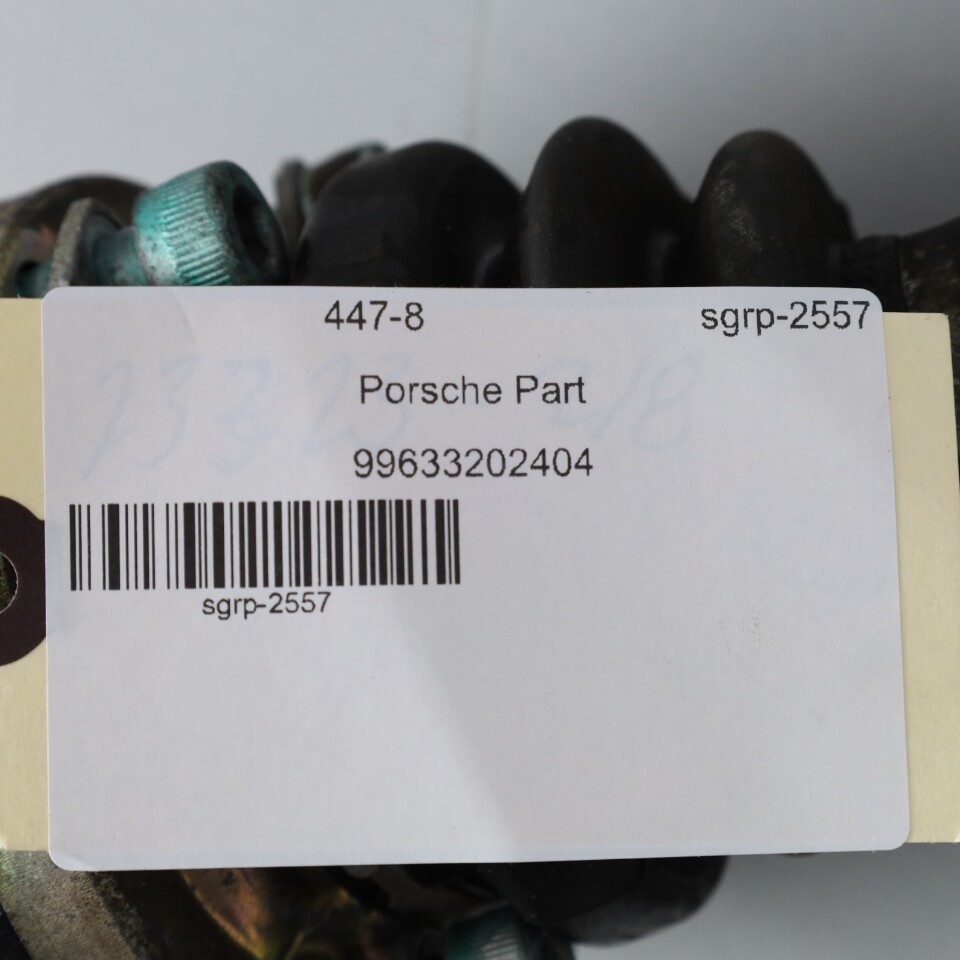 447-8 sgrp-2557
Porsche Part
99633202404
sgrp-2557